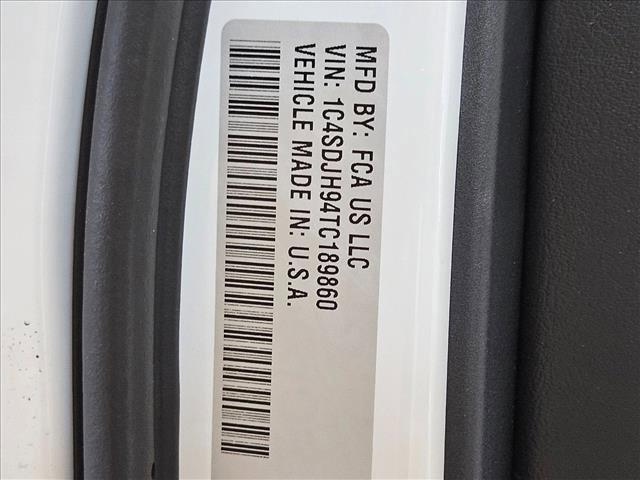 MFD BY: FCA US LLC
VIN: 1C4SDJH94TC189860
VEHICLE MADE IN: U.S.A.